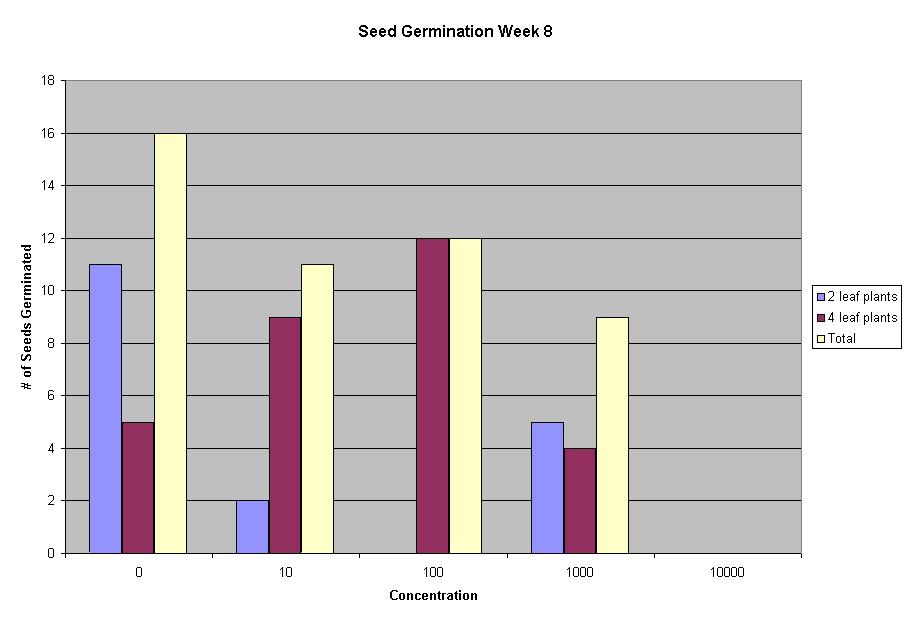 Seed Germination Week 8
18
16
14
12
10
8
6
4
2
0
# of Seeds Germinated
0 10 100 1000 10000
Concentration
2 leaf plants
4 leaf plants
Total